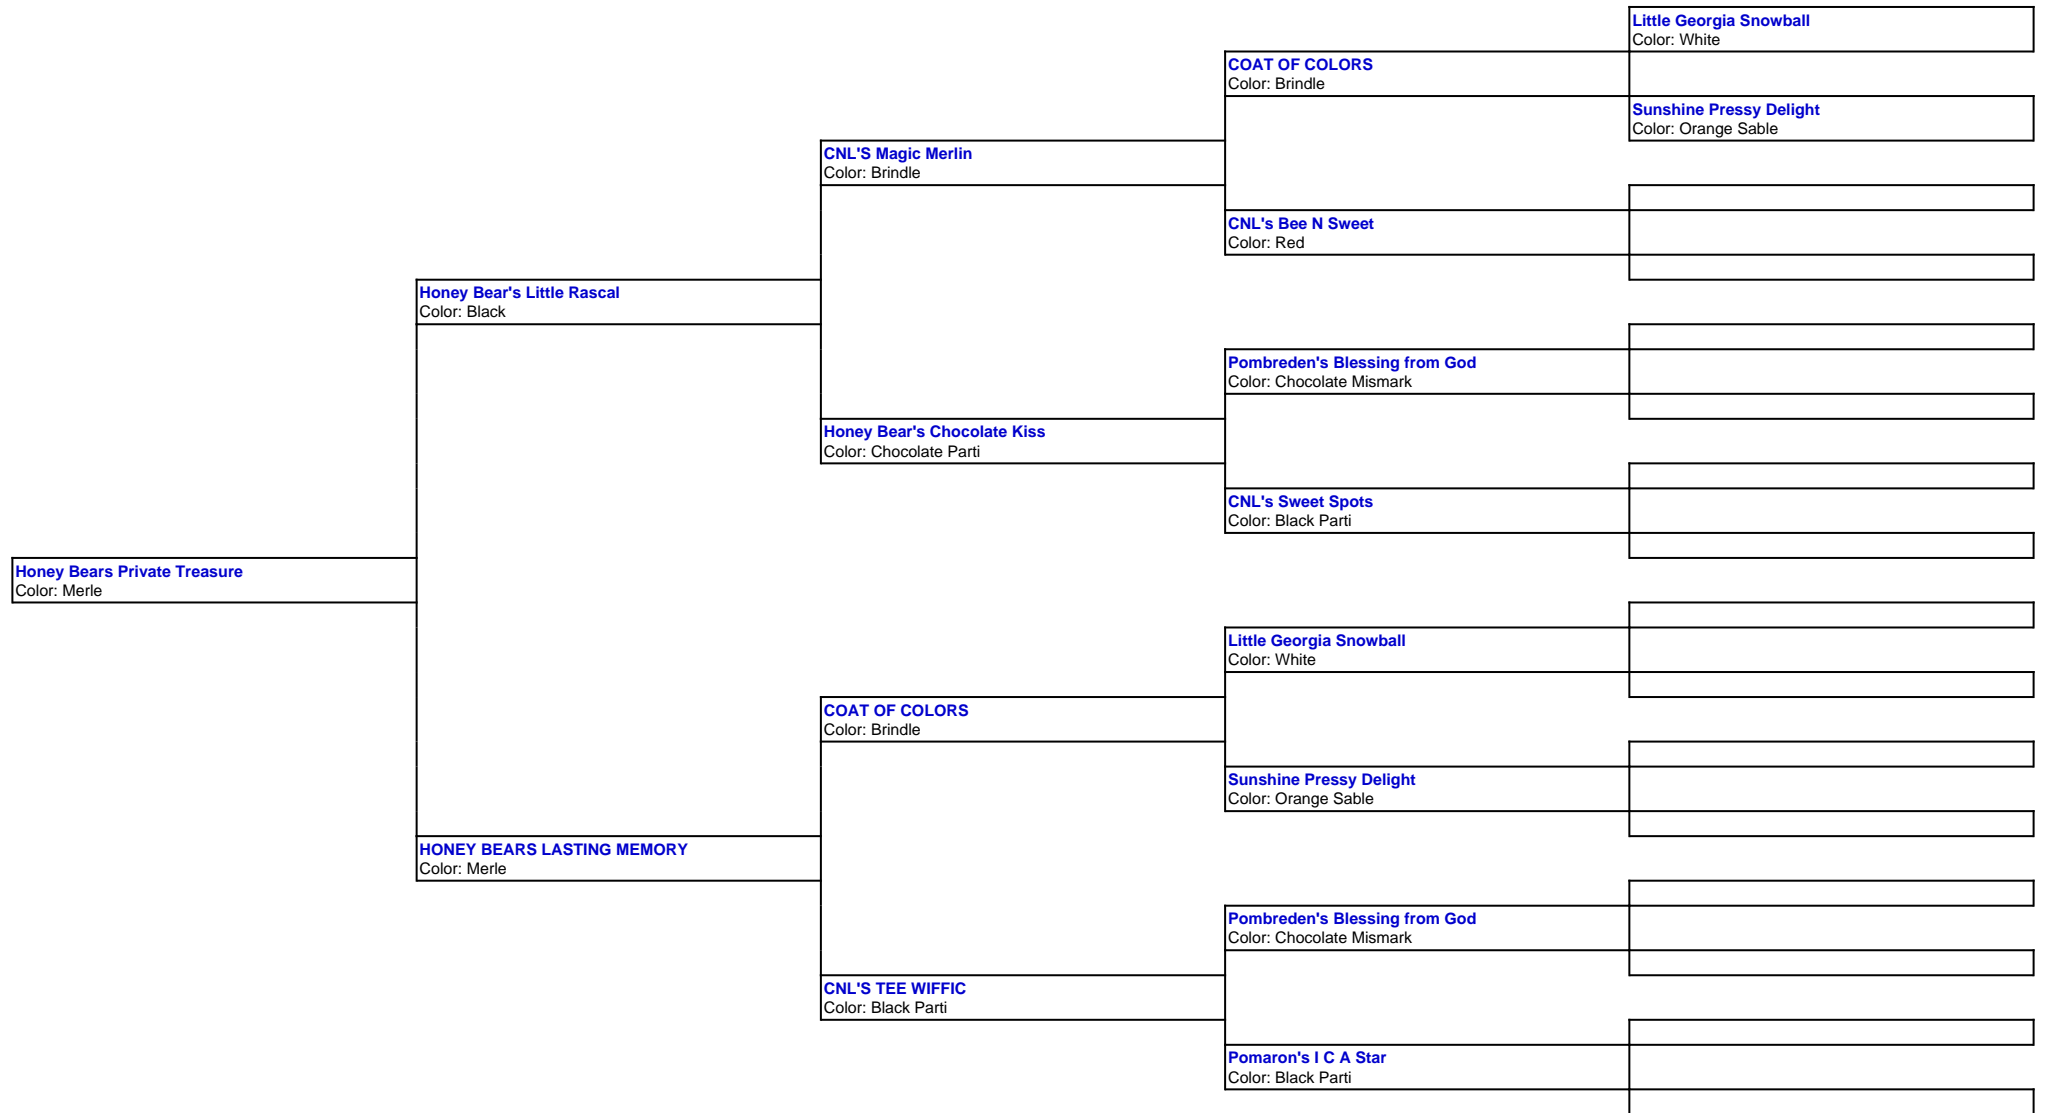 Little Georgia Snowball
Color: White
COAT OF COLORS
Color: Brindle
Sunshine Pressy Delight
Color: Orange Sable
CNL'S Magic Merlin
Color: Brindle
CNL's Bee N Sweet
Color: Red
Honey Bear's Little Rascal
Color: Black
Pombreden's Blessing from God
Color: Chocolate Mismark
Honey Bear's Chocolate Kiss
Color: Chocolate Parti
CNL's Sweet Spots
Color: Black Parti
Honey Bears Private Treasure
Color: Merle
Little Georgia Snowball
Color: White
COAT OF COLORS
Color: Brindle
Sunshine Pressy Delight
Color: Orange Sable
HONEY BEARS LASTING MEMORY
Color: Merle
Pombreden's Blessing from God
Color: Chocolate Mismark
CNL'S TEE WIFFIC
Color: Black Parti
Pomaron's I C A Star
Color: Black Parti